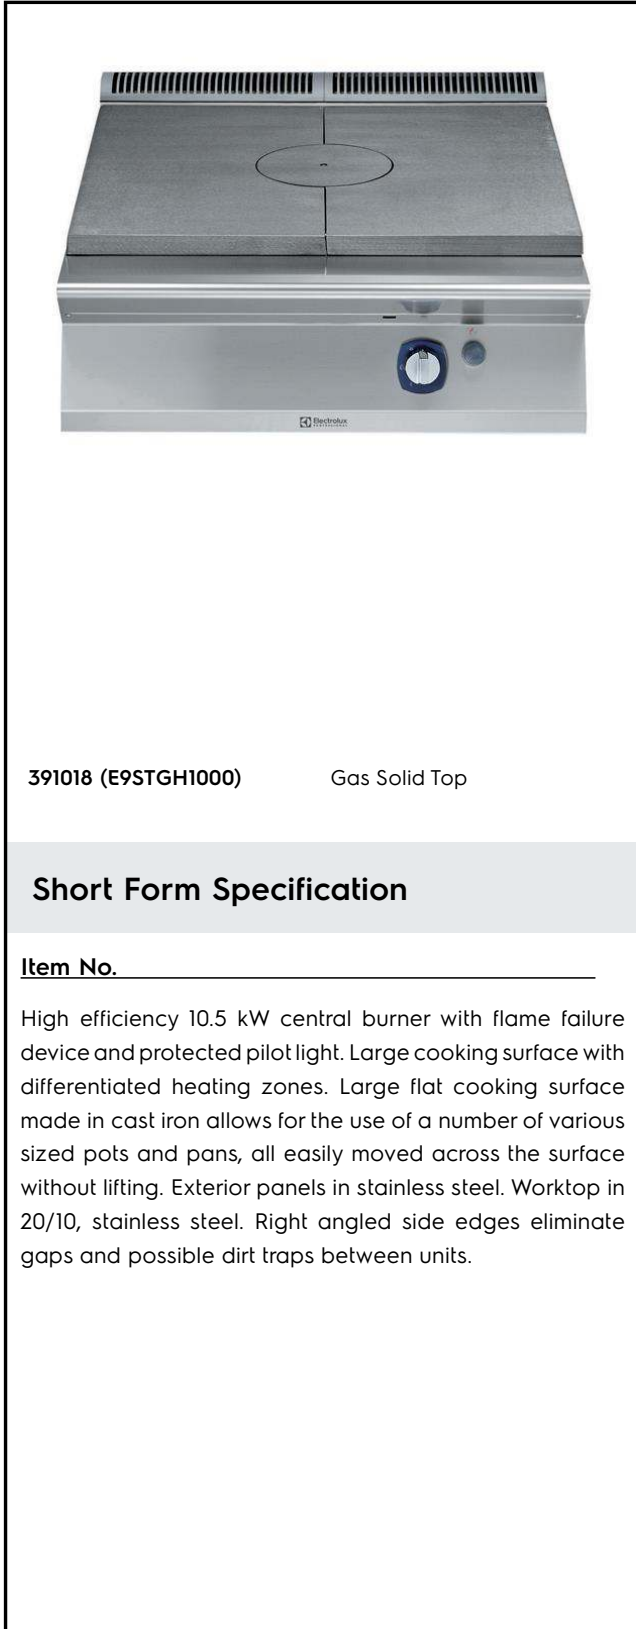 Electrolux
PROFESSIONAL
391018 (E9STGH1000) Gas Solid Top
Short Form Specification
Item No.
High efficiency 10.5 kW central burner with flame failure
device and protected pilot light. Large cooking surface with
differentiated heating zones. Large flat cooking surface
made in cast iron allows for the use of a number of various
sized pots and pans, all easily moved across the surface
without lifting. Exterior panels in stainless steel. Worktop in
20/10, stainless steel. Right angled side edges eliminate
gaps and possible dirt traps between units.